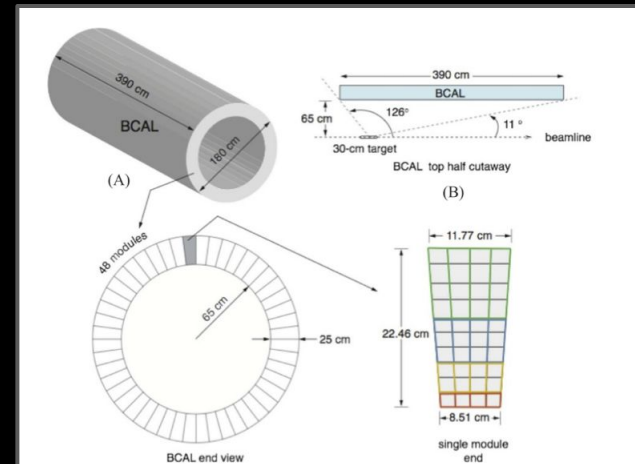 390 cm
BCAL
180 cm
(A)
48 modules
65 cm
25 cm
BCAL end view
390 cm
BCAL
65 cm
126°
11 °
beamline
30-cm target
BCAL top half cutaway
(B)
11.77 cm
22.46 cm
8.51 cm
single module
end